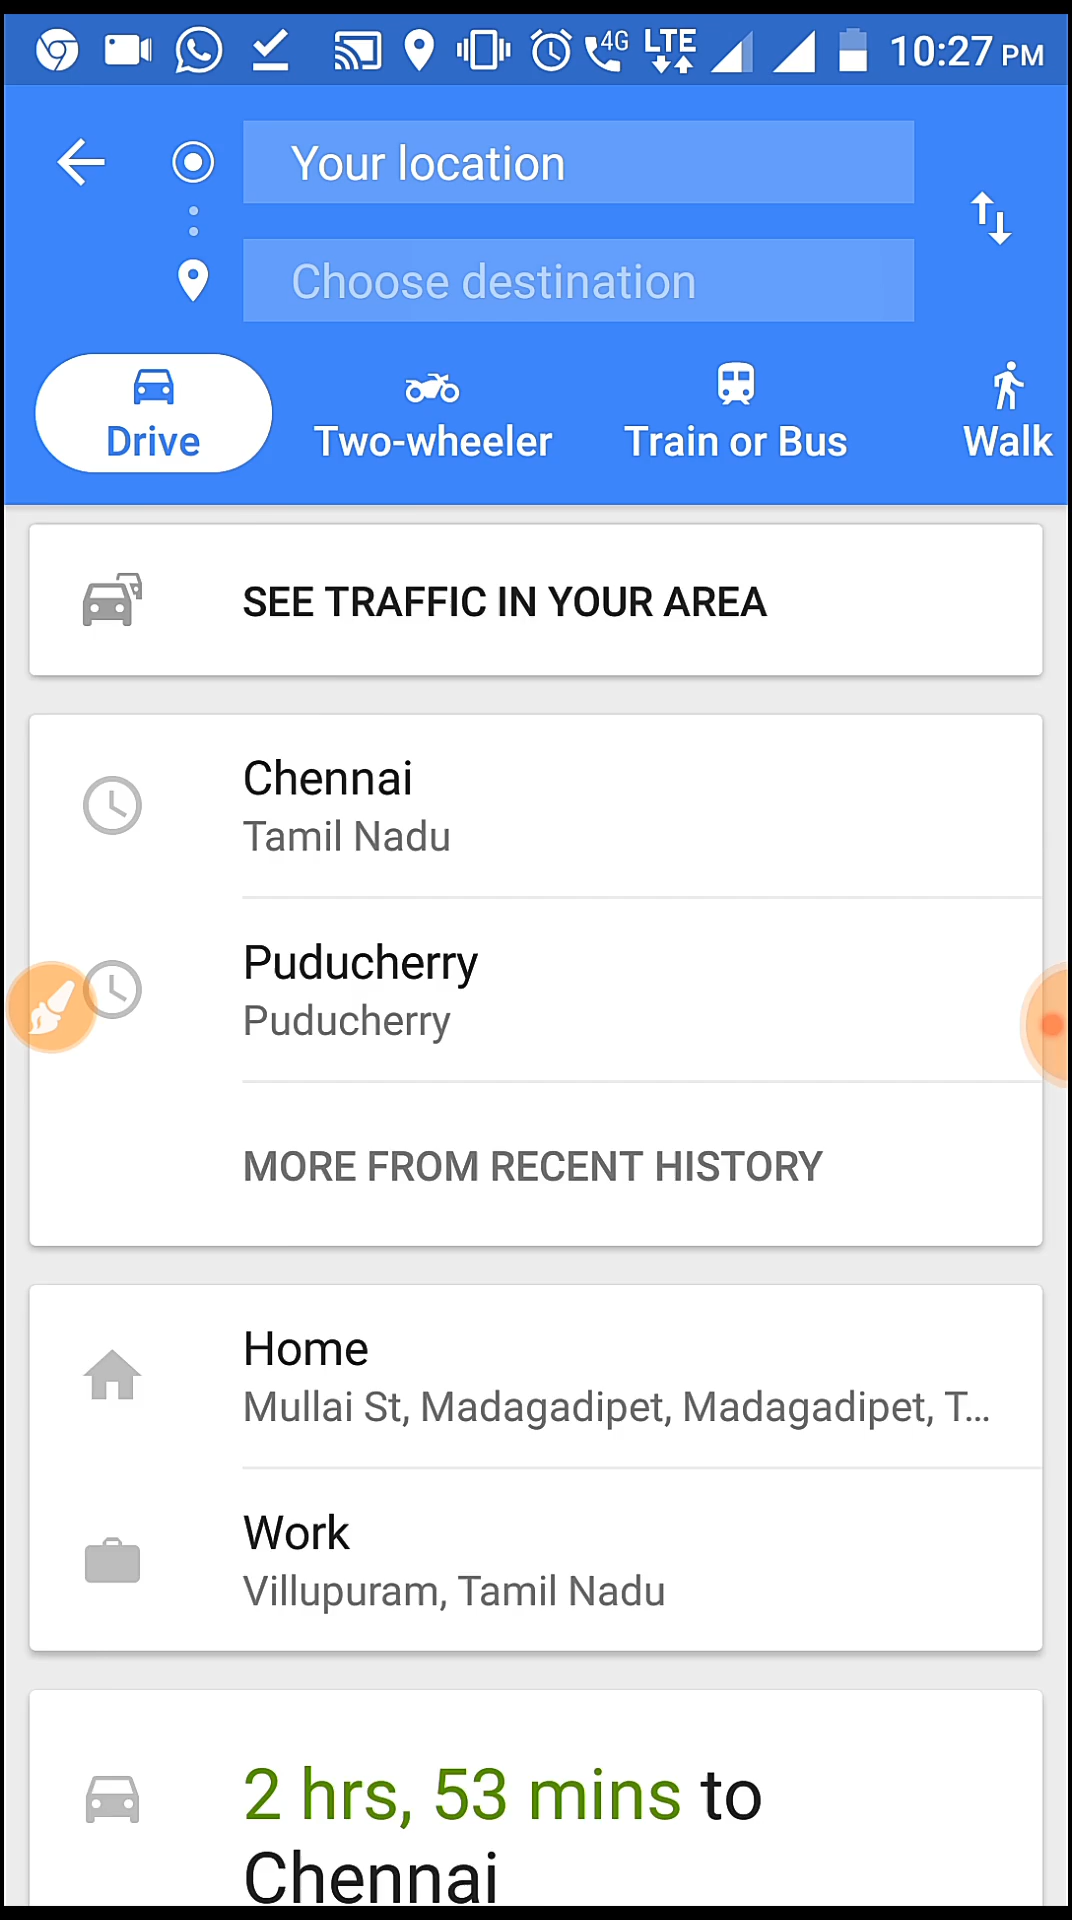 4G LTE 10:27 PM
Your location
Choose destination
Drive Two-wheeler Train or Bus Walk
SEE TRAFFIC IN YOUR AREA
Chennai
Tamil Nadu
Puducherry
Puducherry
MORE FROM RECENT HISTORY
Home
Mullai St, Madagadipet, Madagadipet, T...
Work
Villupuram, Tamil Nadu
2 hrs, 53 mins to
Chennai